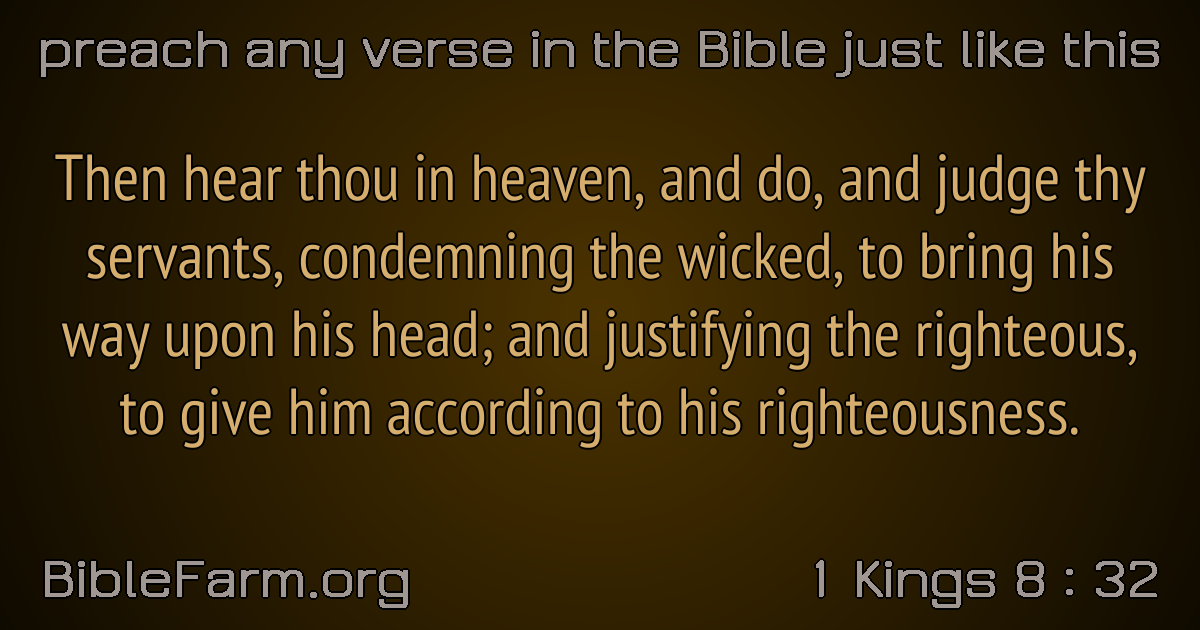 preach any verse in the Bible just like this
Then hear thou in heaven, and do, and judge thy
servants, condemning the wicked, to bring his
way upon his head; and justifying the righteous,
to give him according to his righteousness.
BibleFarm.org
1 Kings 8 : 32